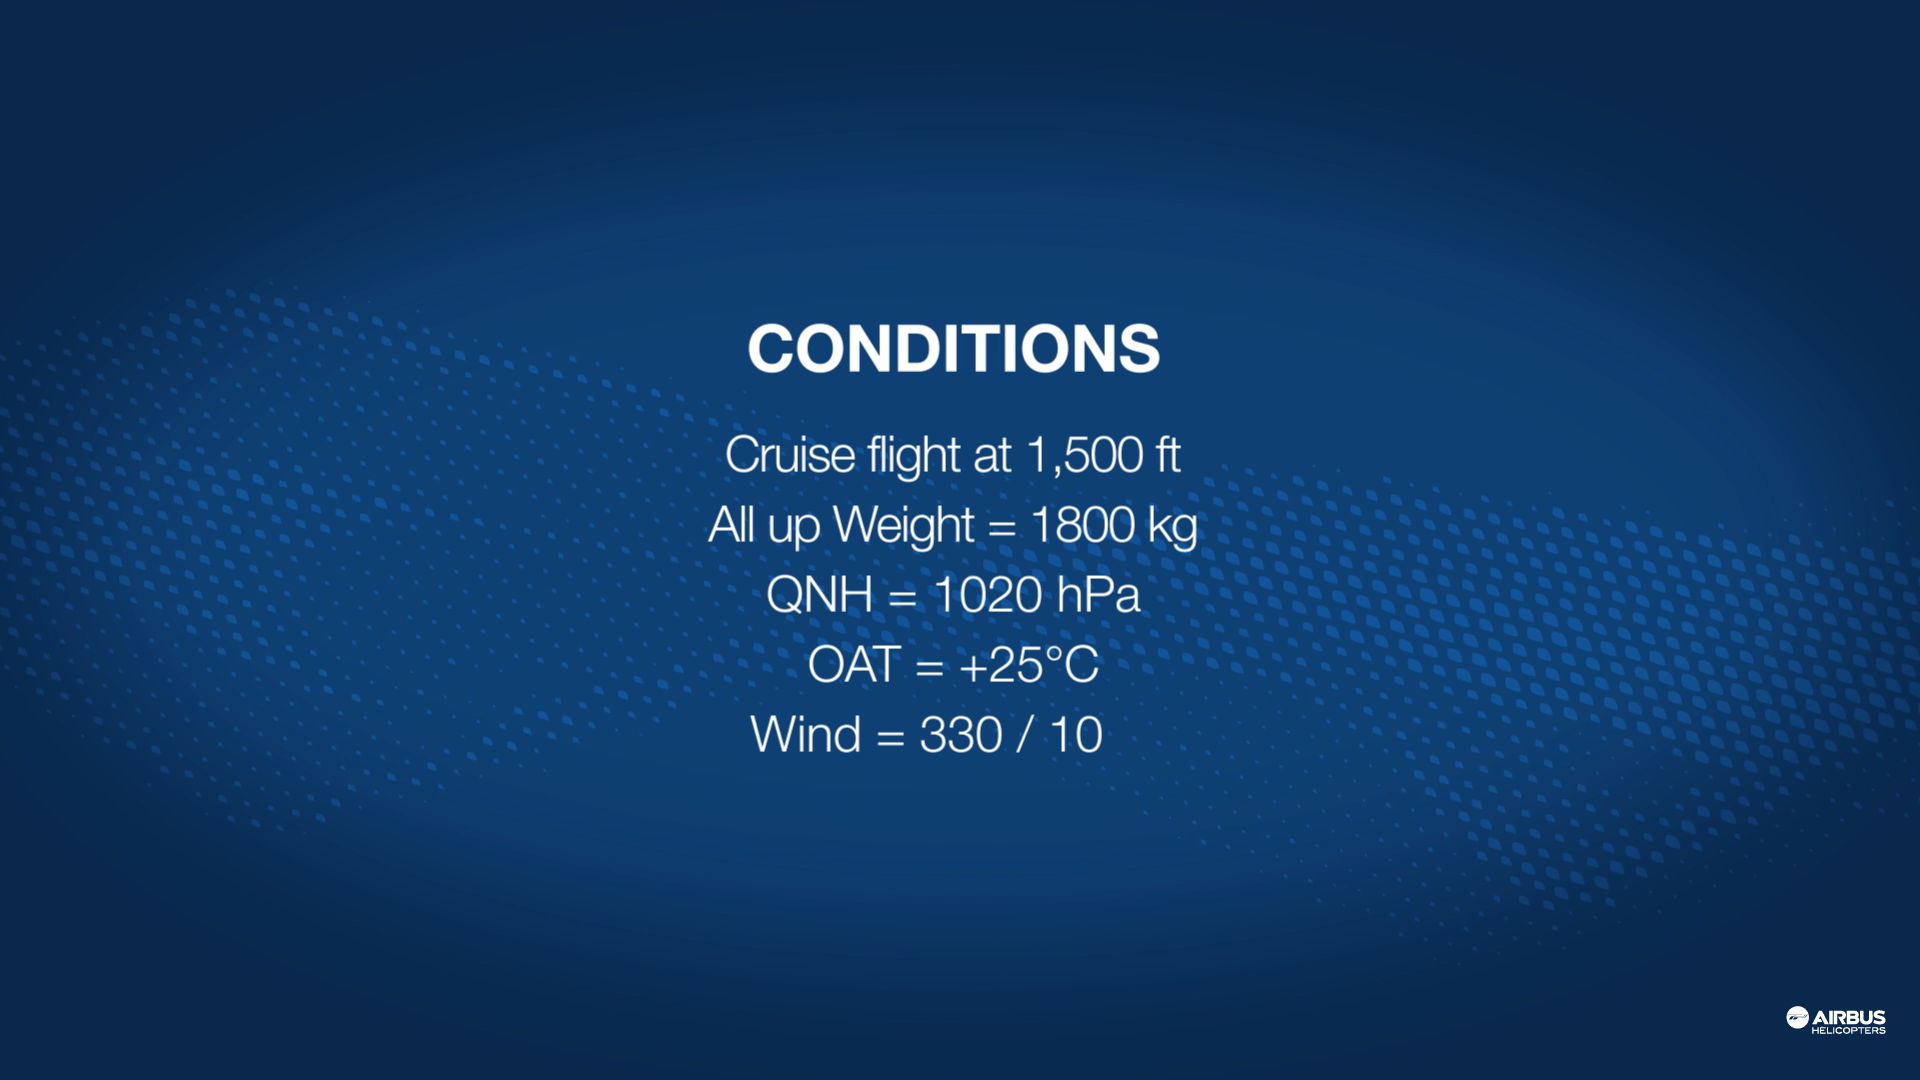 CONDITIONS
Cruise flight at 1,500 ft
All up Weight = 1800 kg
QNH = 1020 hPa
OAT = +25°C
Wind = 330 / 10
AIRBUS
HELICOPTERS